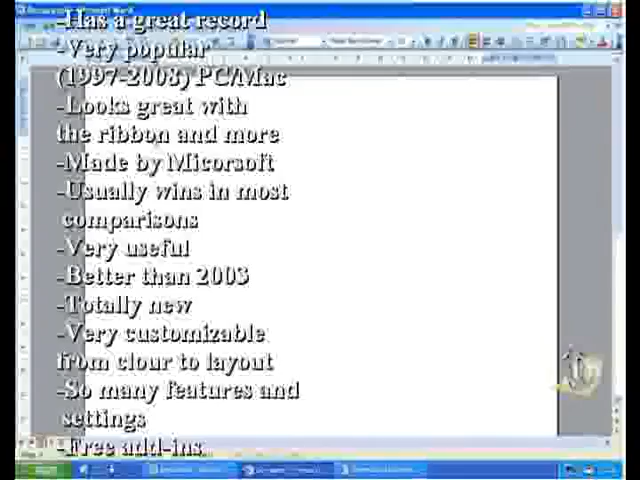 -Has a great record
-Very popular
(1997-2008) PC/Mac
-Looks great with
the ribbon and more
-Made by Micorsoft
-Usually wins in most
comparisons
-Very useful
-Better than 2003
-Totally new
-Very customizable
from clour to layout
-So many features and
settings
-Free add-ins